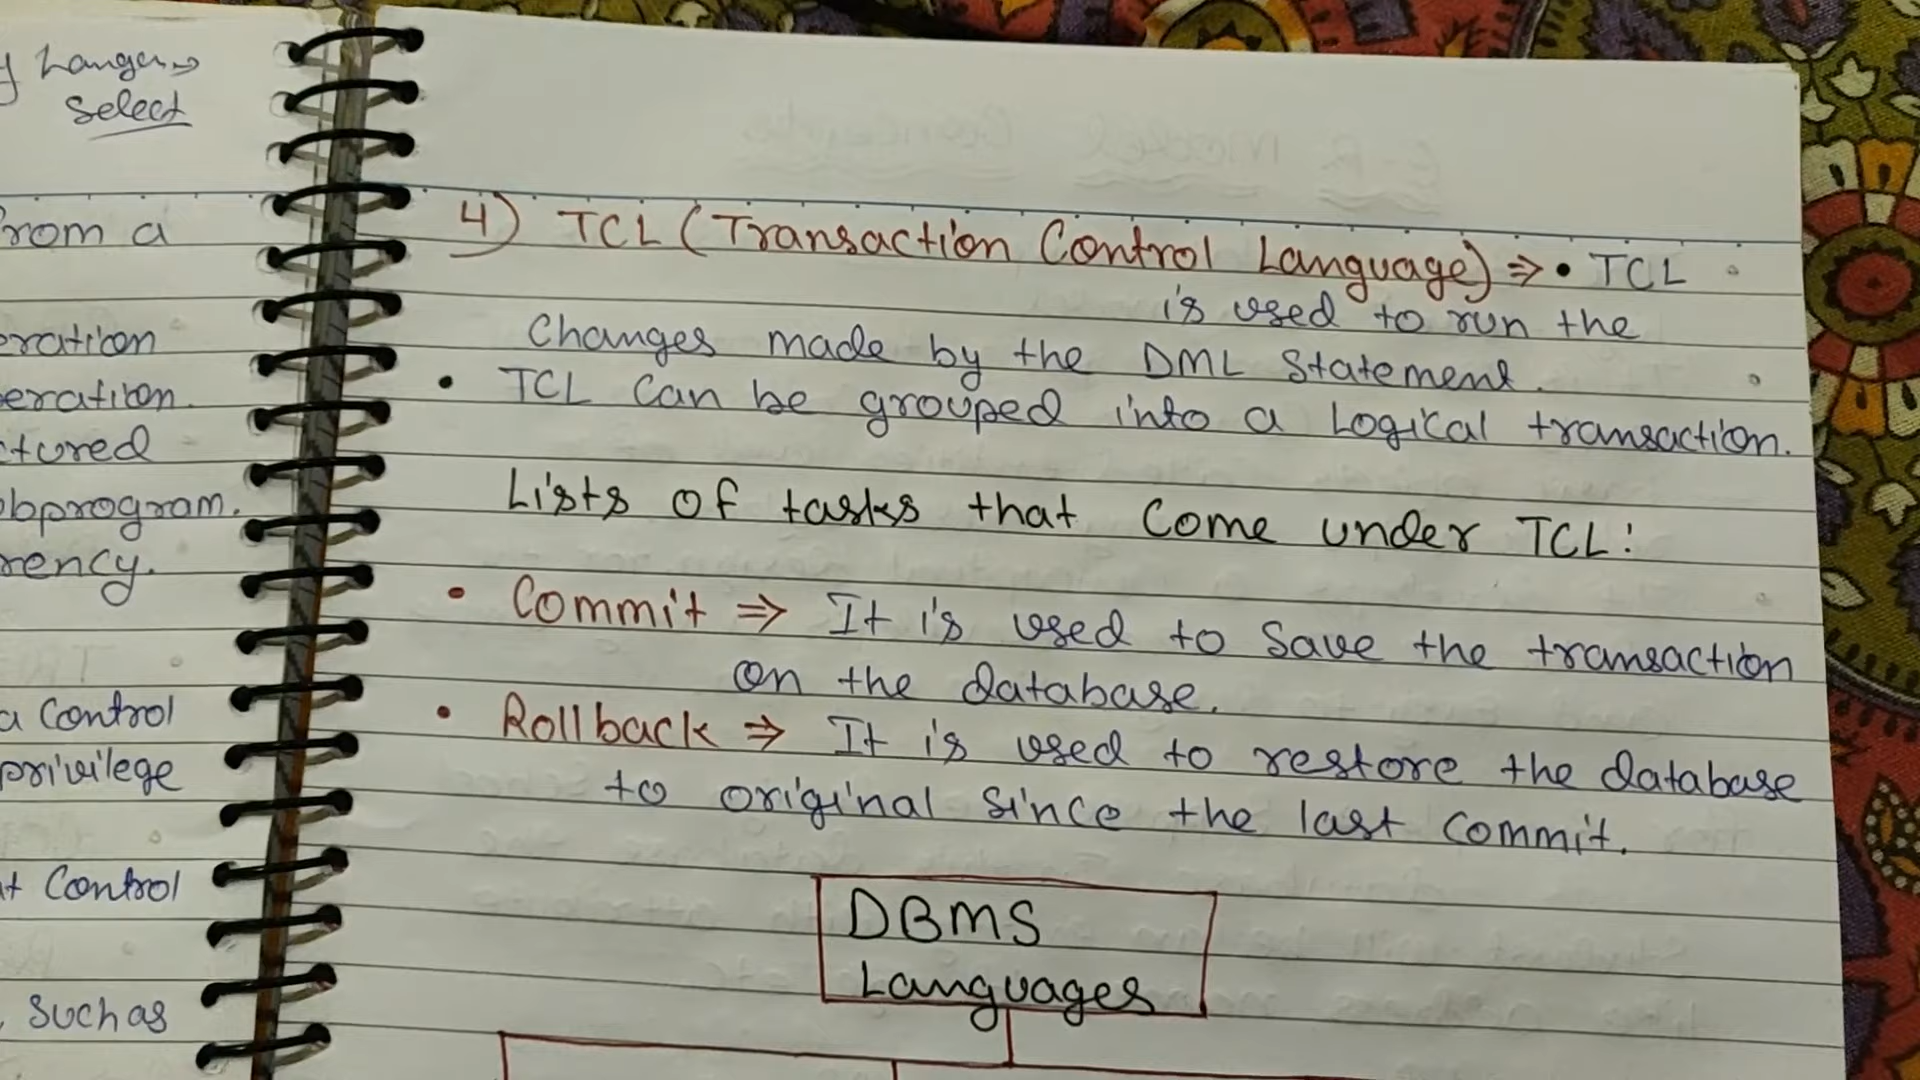 Langer⇒
select
from a
eration
eration.
ctured
bprogram.
rency.
a Control
privilege
t Control
, Such as
4) TCL (Transaction Control Language) ⇒ • TCL
is used to run the
Changes made by the DML Statement.
• TCL Can be grouped into a Logical transaction.
Lists of tasks that Come under TCL:
• Commit ⇒ It is used to Save the transaction
on the database.
• Rollback ⇒ It is used to restore the database
to original Since the last Commit.
DBMS
Languages